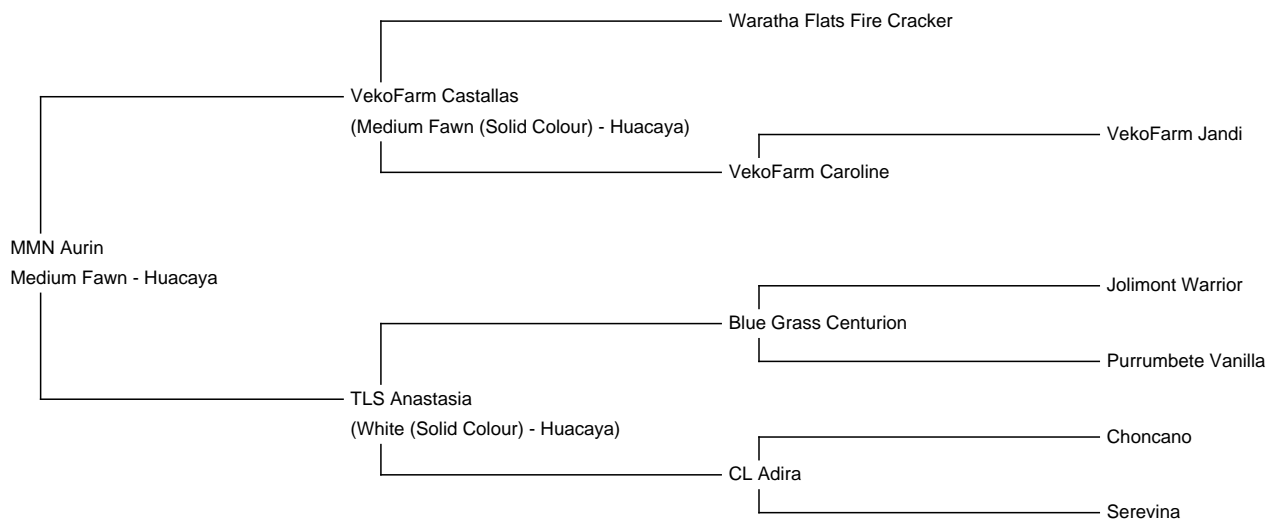 Waratha Flats Fire Cracker
VekoFarm Castallas
(Medium Fawn (Solid Colour) - Huacaya)
VekoFarm Jandi
VekoFarm Caroline
MMN Aurin
Medium Fawn - Huacaya
Jolimont Warrior
Blue Grass Centurion
Purrumbete Vanilla
TLS Anastasia
(White (Solid Colour) - Huacaya)
Choncano
CL Adira
Serevina